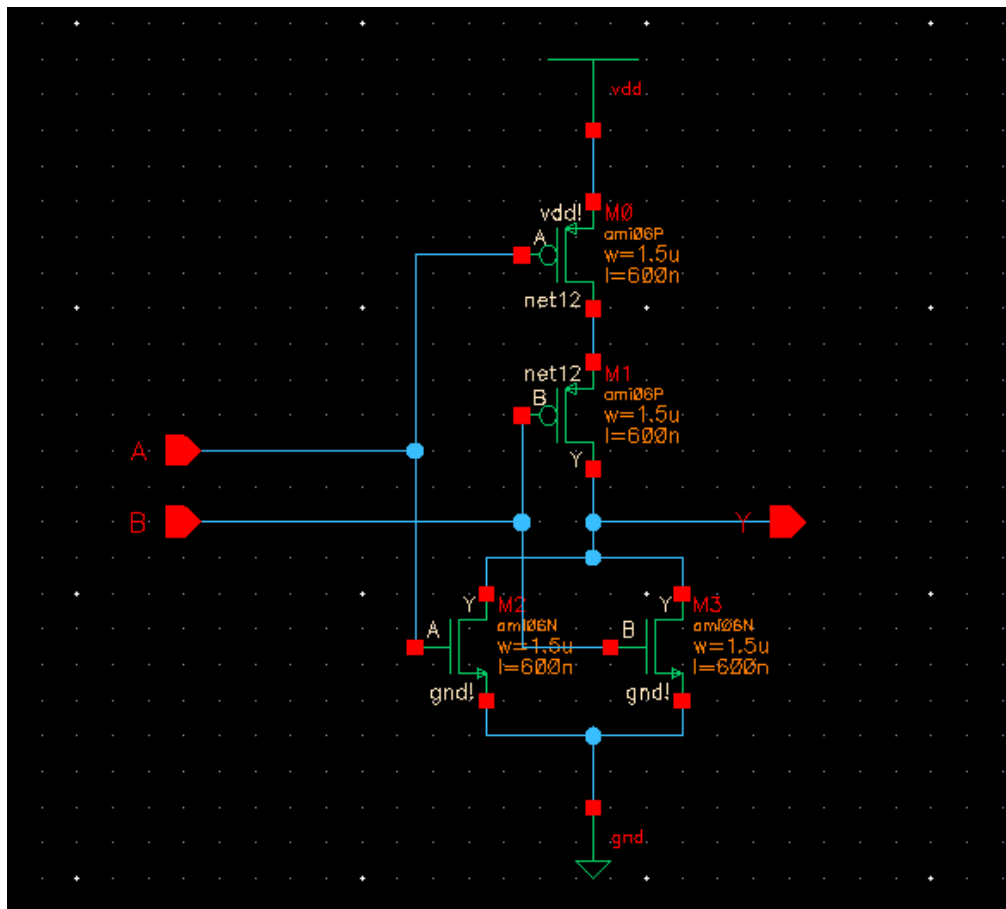 vdd
vdd!
M0
A
ami06P
w=1.5u
l=600n
net12
net12
M1
B
ami06P
w=1.5u
l=600n
A
Y
B
Y
Y
M2
Y
M3
A
ami06N
B
ami06N
w=1.5u
w=1.5u
l=600n
l=600n
gnd!
gnd!
gnd